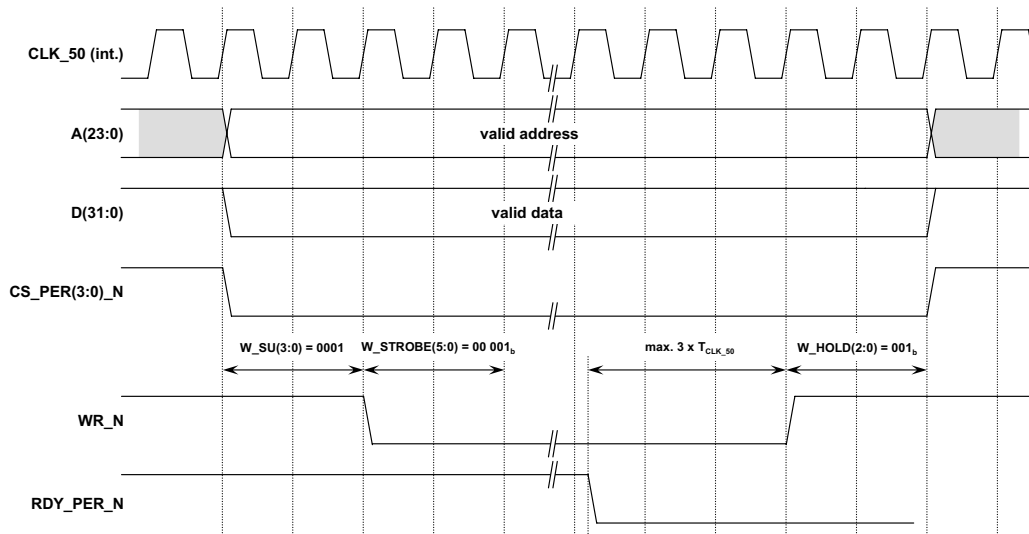 CLK_50 (int.)
A(23:0)
valid address
D(31:0)
valid data
CS_PER(3:0)_N
W_SU(3:0) = 0001
W_STROBE(5:0) = 00 001b
max. 3 x TCLK_50
W_HOLD(2:0) = 001b
WR_N
RDY_PER_N